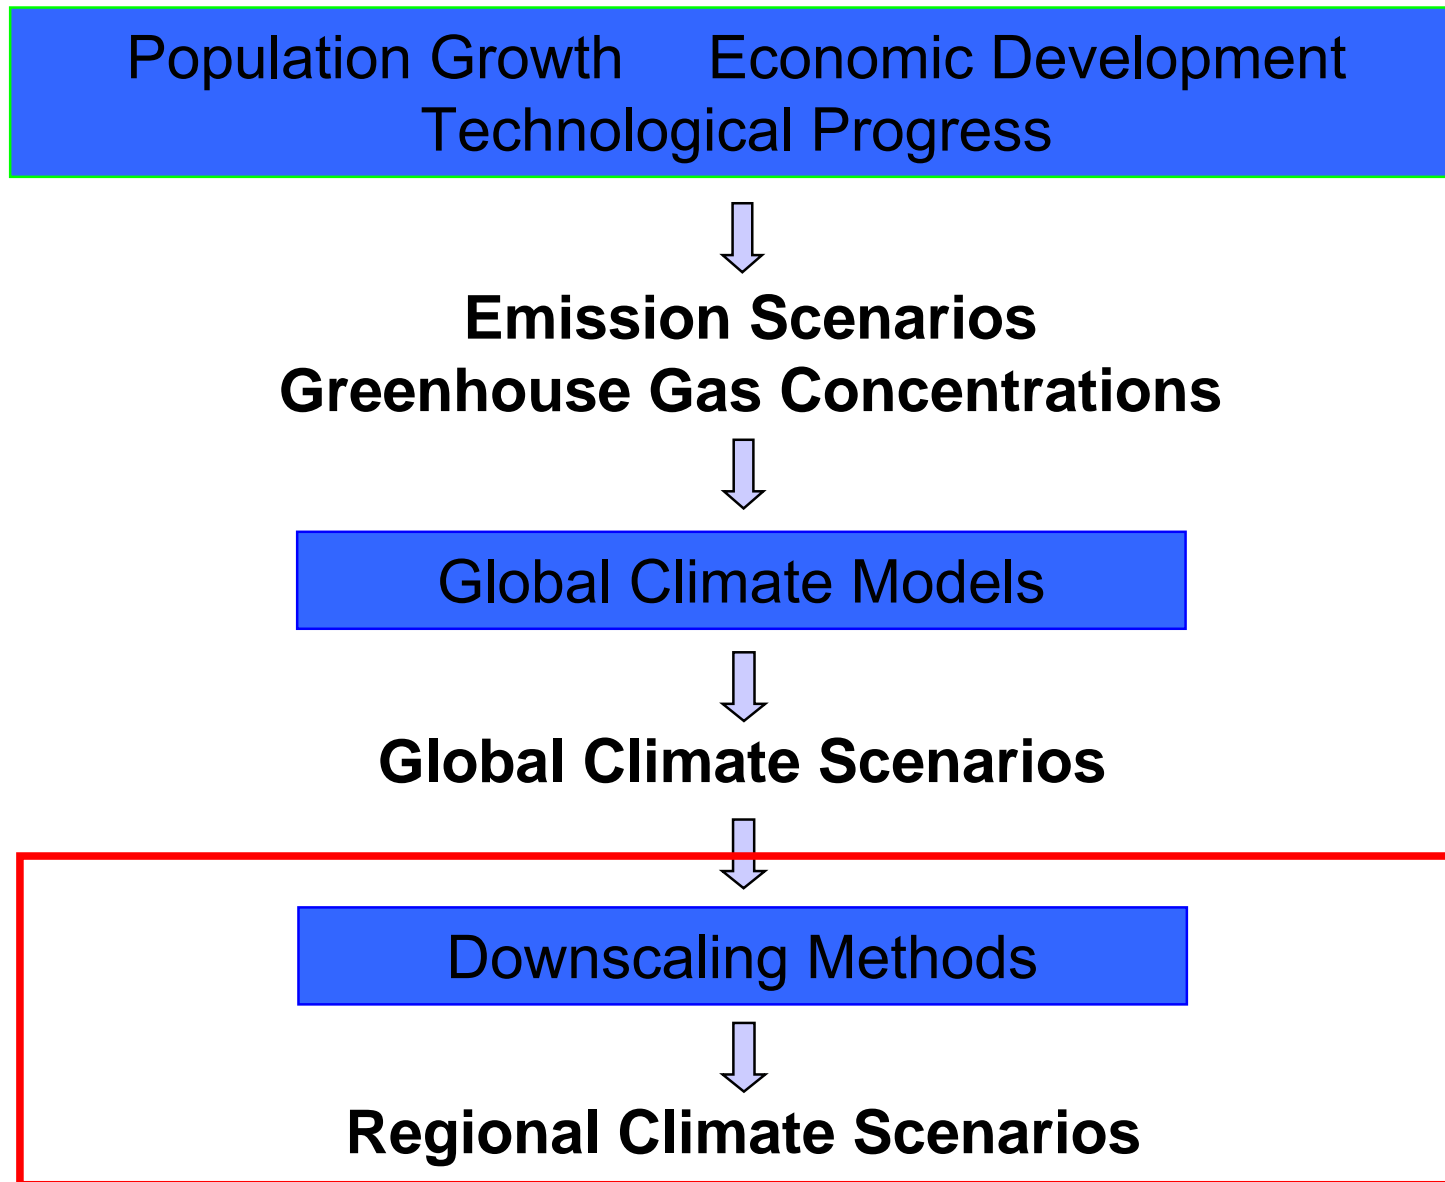 Population Growth Economic Development
Technological Progress
Emission Scenarios
Greenhouse Gas Concentrations
Global Climate Models
Global Climate Scenarios
Downscaling Methods
Regional Climate Scenarios